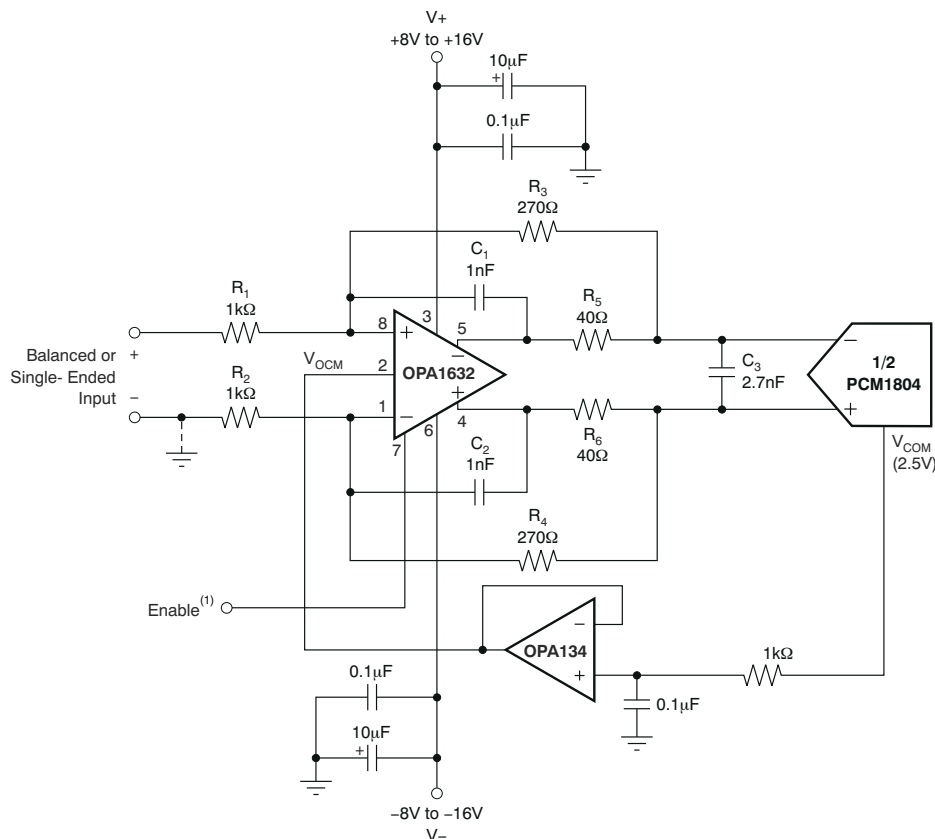 V+
+8V to +16V
10μF
+
0.1μF
R3
270Ω
C1
1nF
R1
1kΩ
R5
40Ω
3
5
8
+
−
Balanced or
Single- Ended
Input
+
−
VOCM
2
OPA1632
C3
2.7nF
−
1/2
PCM1804
+
R2
1kΩ
1
−
+
4
6
7
R6
40Ω
C2
1nF
VCOM
(2.5V)
R4
270Ω
Enable(1)
−
OPA134
+
1kΩ
0.1μF
0.1μF
10μF
+
−8V to −16V
V−